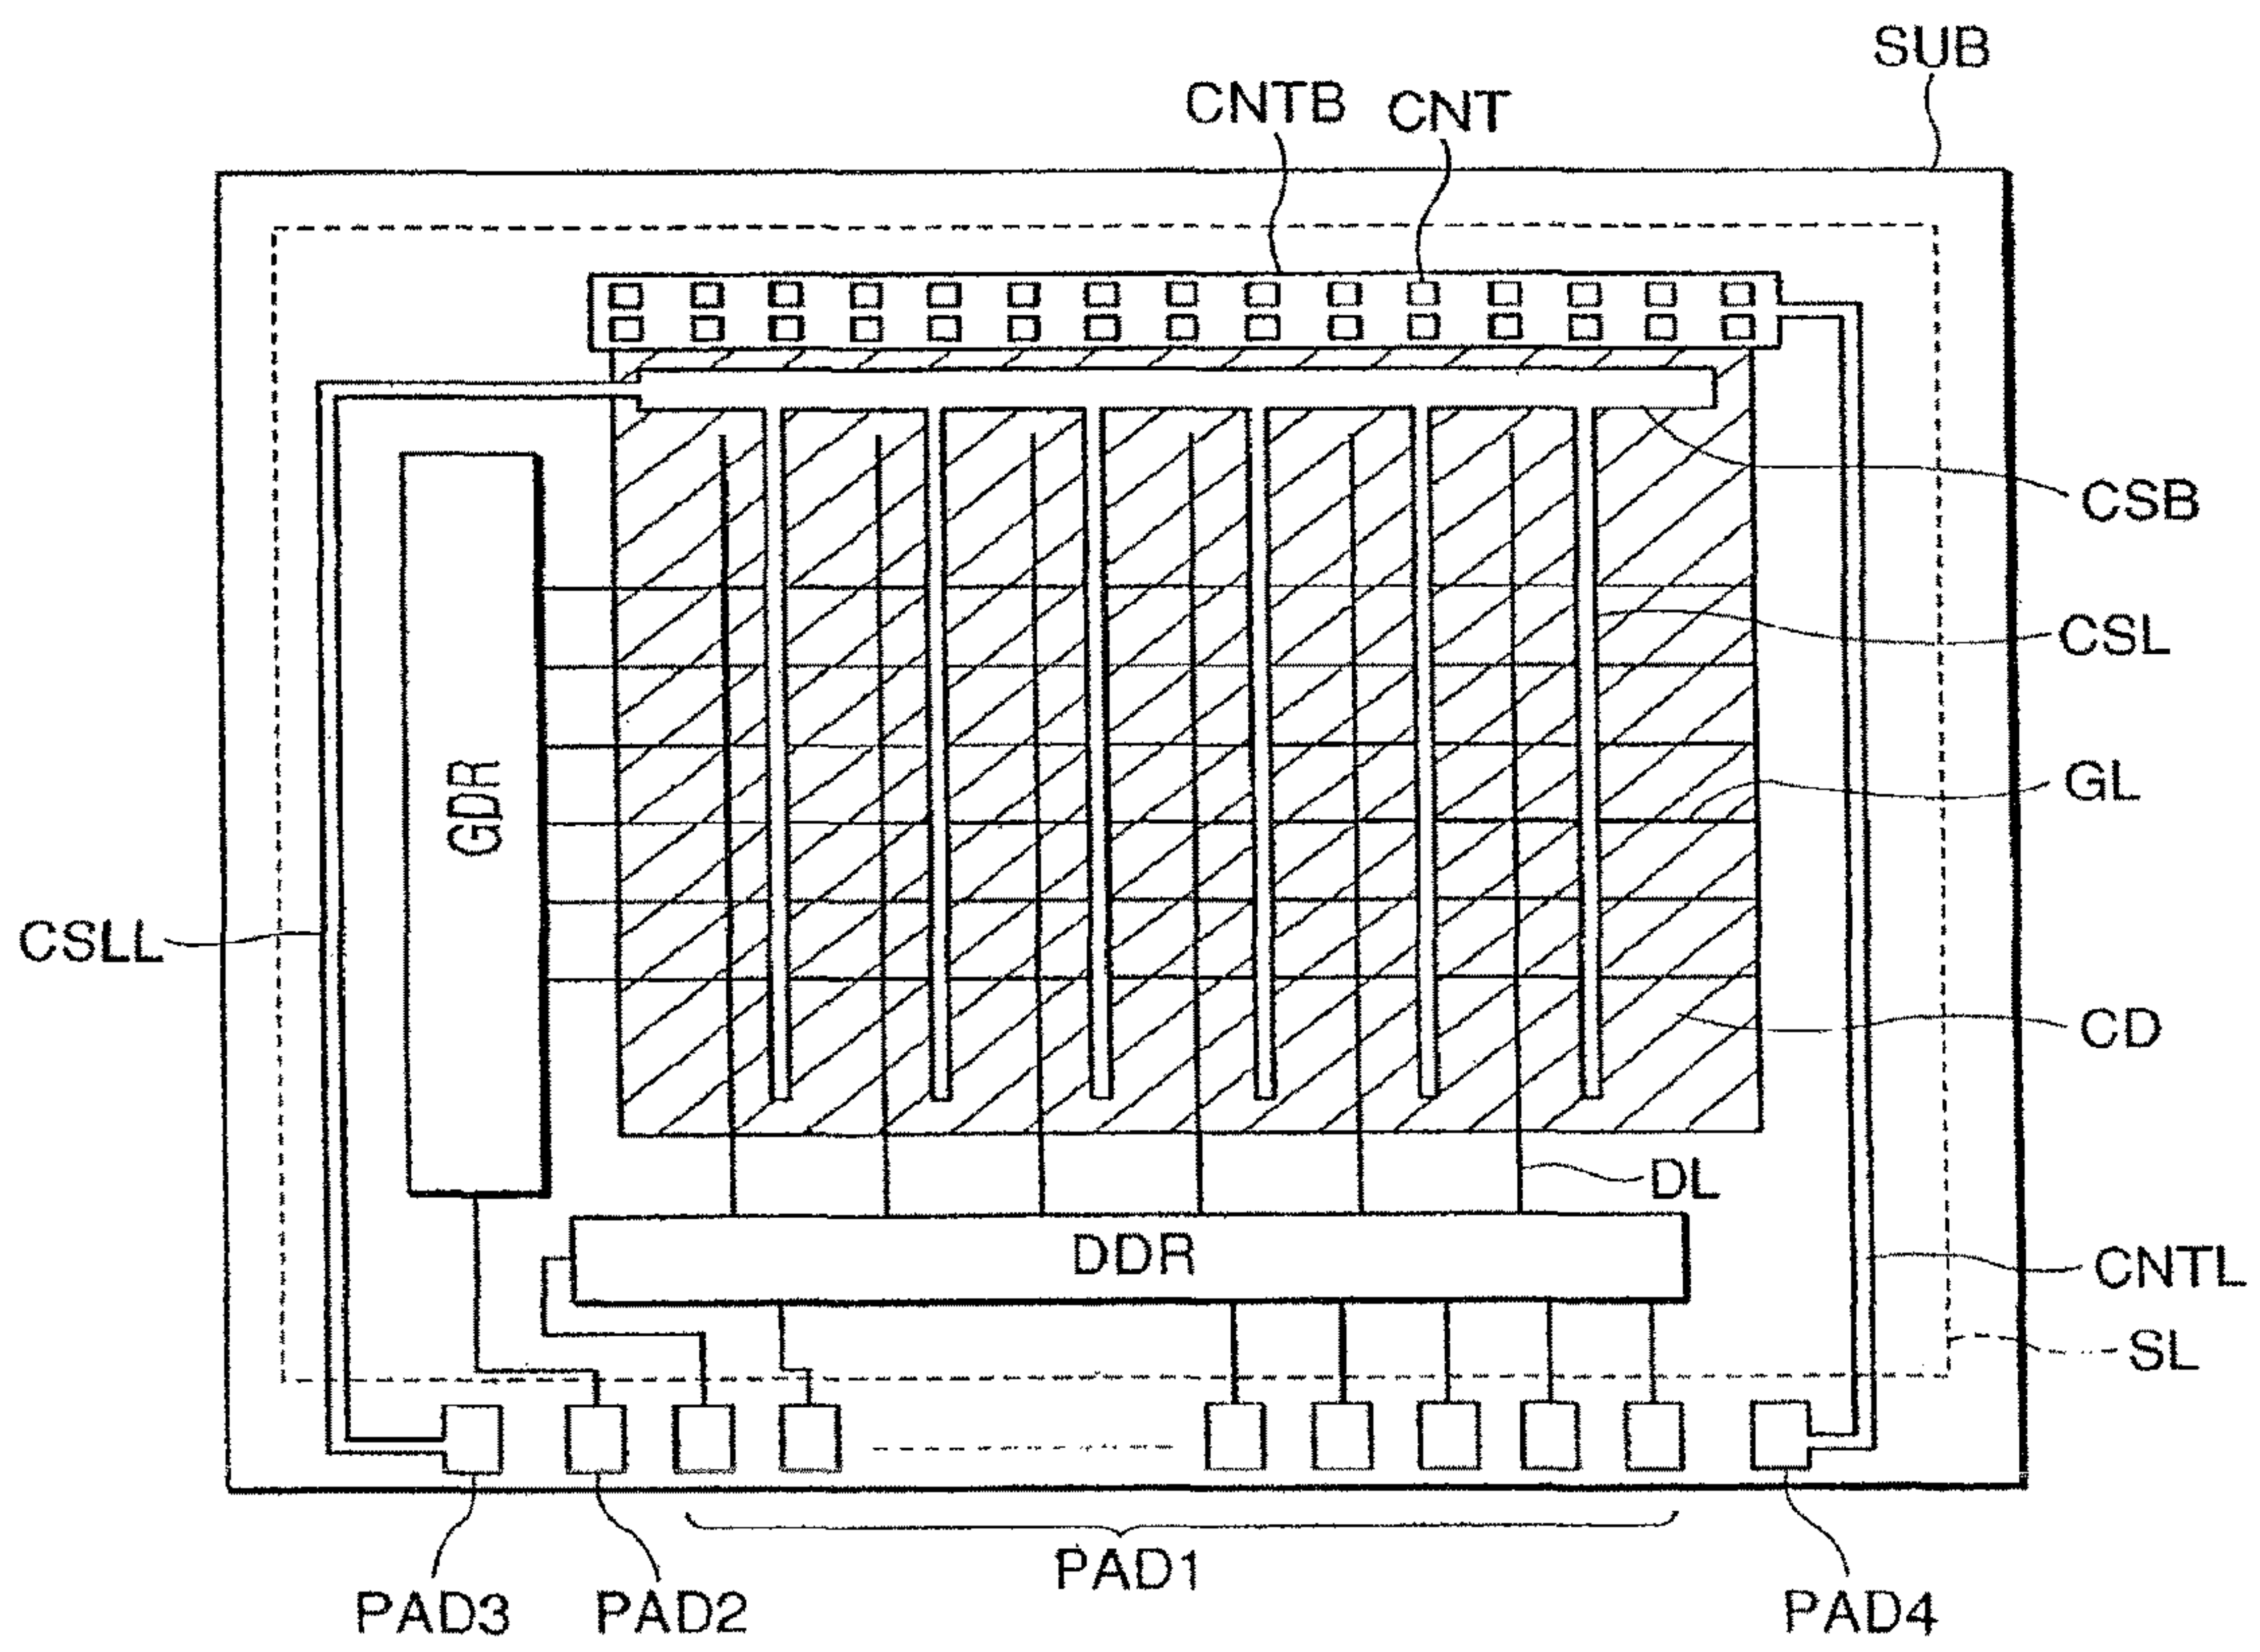 SUB
CNTB
CNT
CSB
CSL
GDR
GL
CSLL
CD
DL
DDR
CNTL
SL
PAD1
PAD3
PAD2
PAD4